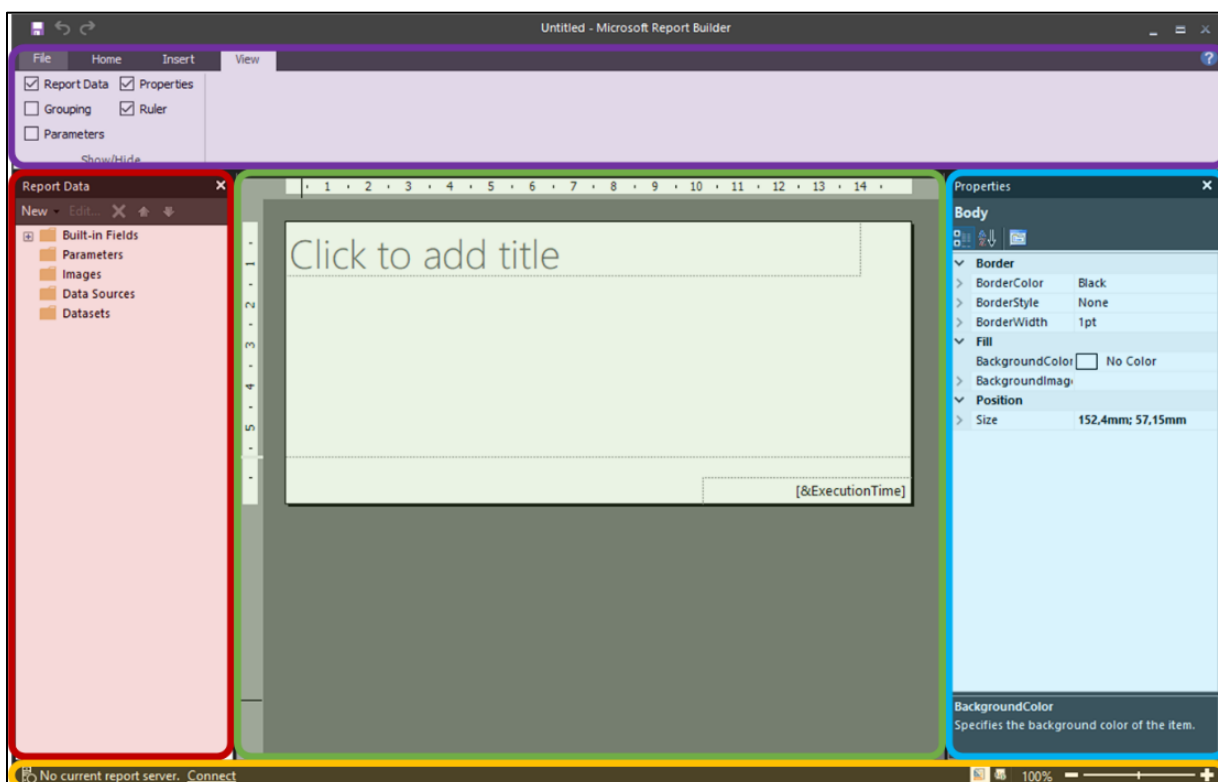 Untitled - Microsoft Report Builder
File Home Insert View
Report Data Properties
Grouping Ruler
Parameters
Show/Hide
Report Data
New Edit...
Built-in Fields
Parameters
Images
Data Sources
Datasets
1 2 3 4 5 6 7 8 9 10 11 12 13 14
1
2
3
4
5
Click to add title
[&ExecutionTime]
Properties
Body
Border
BorderColor Black
BorderStyle None
BorderWidth 1pt
Fill
BackgroundColor No Color
BackgroundImag
Position
Size 152,4mm; 57,15mm
BackgroundColor
Specifies the background color of the item.
No current report server. Connect
100%